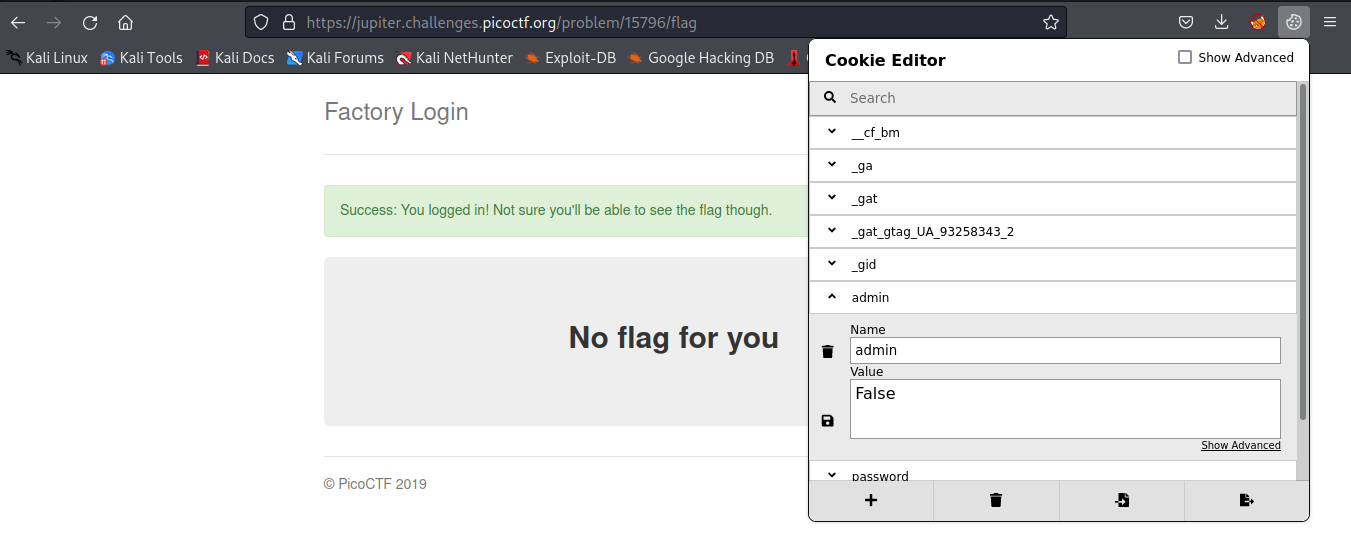 https://jupiter.challenges.picoctf.org/problem/15796/flag
Kali Linux Kali Tools Kali Docs Kali Forums Kali NetHunter Exploit-DB Google Hacking DB
Factory Login
Success: You logged in! Not sure you'll be able to see the flag though.
No flag for you
© PicoCTF 2019
Cookie Editor
Show Advanced
Search
__cf_bm
_ga
_gat
_gat_gtag_UA_93258343_2
_gid
admin
Name
admin
Value
False
Show Advanced
password